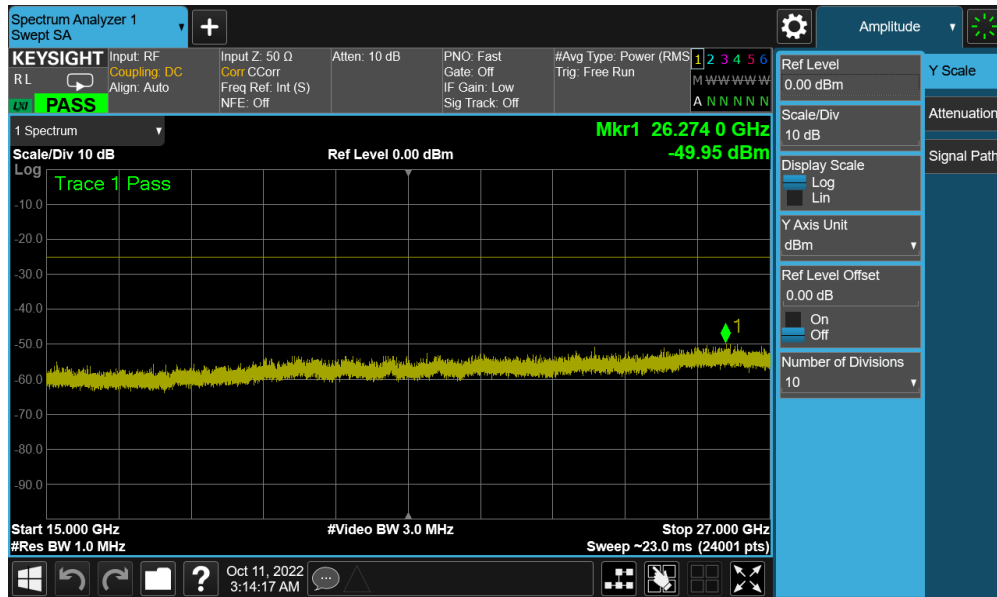 Spectrum Analyzer 1
Swept SA
Amplitude
KEYSIGHT
R L
LXI
PASS
Input: RF
Coupling: DC
Align: Auto
Input Z: 50 Ω
Corr CCorr
Freq Ref: Int (S)
NFE: Off
Atten: 10 dB
PNO: Fast
Gate: Off
IF Gain: Low
Sig Track: Off
#Avg Type: Power (RMS
Trig: Free Run
1 2 3 4 5 6
M W W W W W
A N N N N N
1 Spectrum
Mkr1 26.274 0 GHz
Scale/Div 10 dB
Ref Level 0.00 dBm
-49.95 dBm
Log
Trace 1 Pass
-10.0
-20.0
-30.0
-40.0
1
-50.0
-60.0
-70.0
-80.0
-90.0
Start 15.000 GHz
#Video BW 3.0 MHz
Stop 27.000 GHz
#Res BW 1.0 MHz
Sweep ~23.0 ms (24001 pts)
Ref Level
0.00 dBm
Scale/Div
10 dB
Display Scale
Log
Lin
Y Axis Unit
dBm
Ref Level Offset
0.00 dB
On
Off
Number of Divisions
10
Y Scale
Attenuation
Signal Path
?
Oct 11, 2022
3:14:17 AM